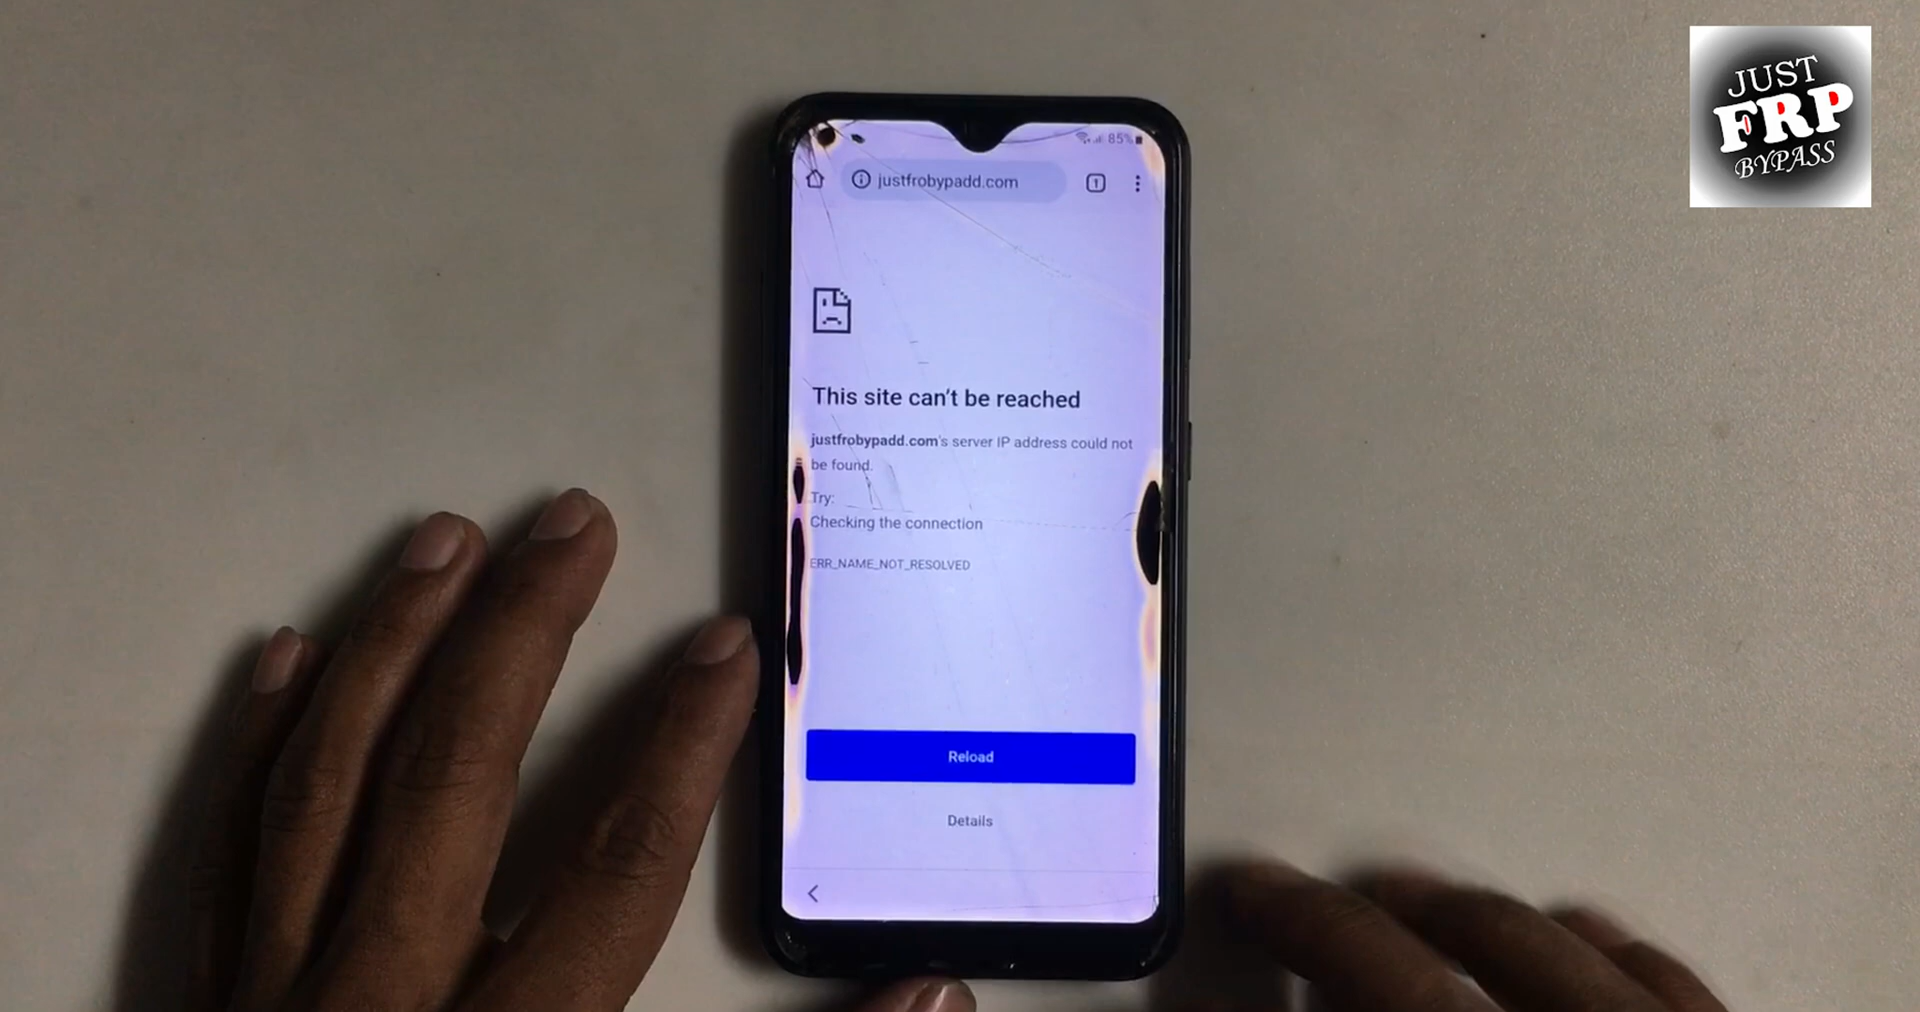 JUST
FRP
BYPASS
85%
justfrobypadd.com
1
This site can't be reached
justfrobypadd.com's server IP address could not
be found.
Try:
Checking the connection
ERR_NAME_NOT_RESOLVED
Reload
Details